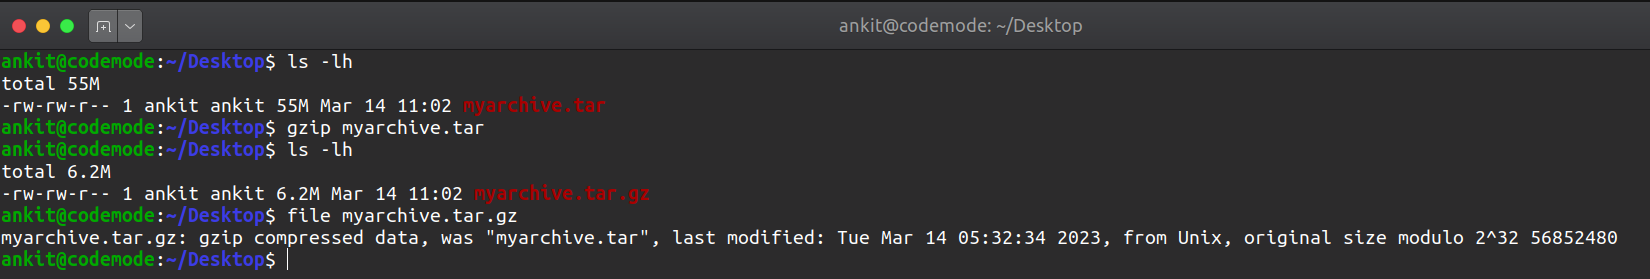 ankit@codemode: ~/Desktop
ankit@codemode:~/Desktop$ ls -lh
total 55M
-rw-rw-r-- 1 ankit ankit 55M Mar 14 11:02 myarchive.tar
ankit@codemode:~/Desktop$ gzip myarchive.tar
ankit@codemode:~/Desktop$ ls -lh
total 6.2M
-rw-rw-r-- 1 ankit ankit 6.2M Mar 14 11:02 myarchive.tar.gz
ankit@codemode:~/Desktop$ file myarchive.tar.gz
myarchive.tar.gz: gzip compressed data, was "myarchive.tar", last modified: Tue Mar 14 05:32:34 2023, from Unix, original size modulo 2^32 56852480
ankit@codemode:~/Desktop$